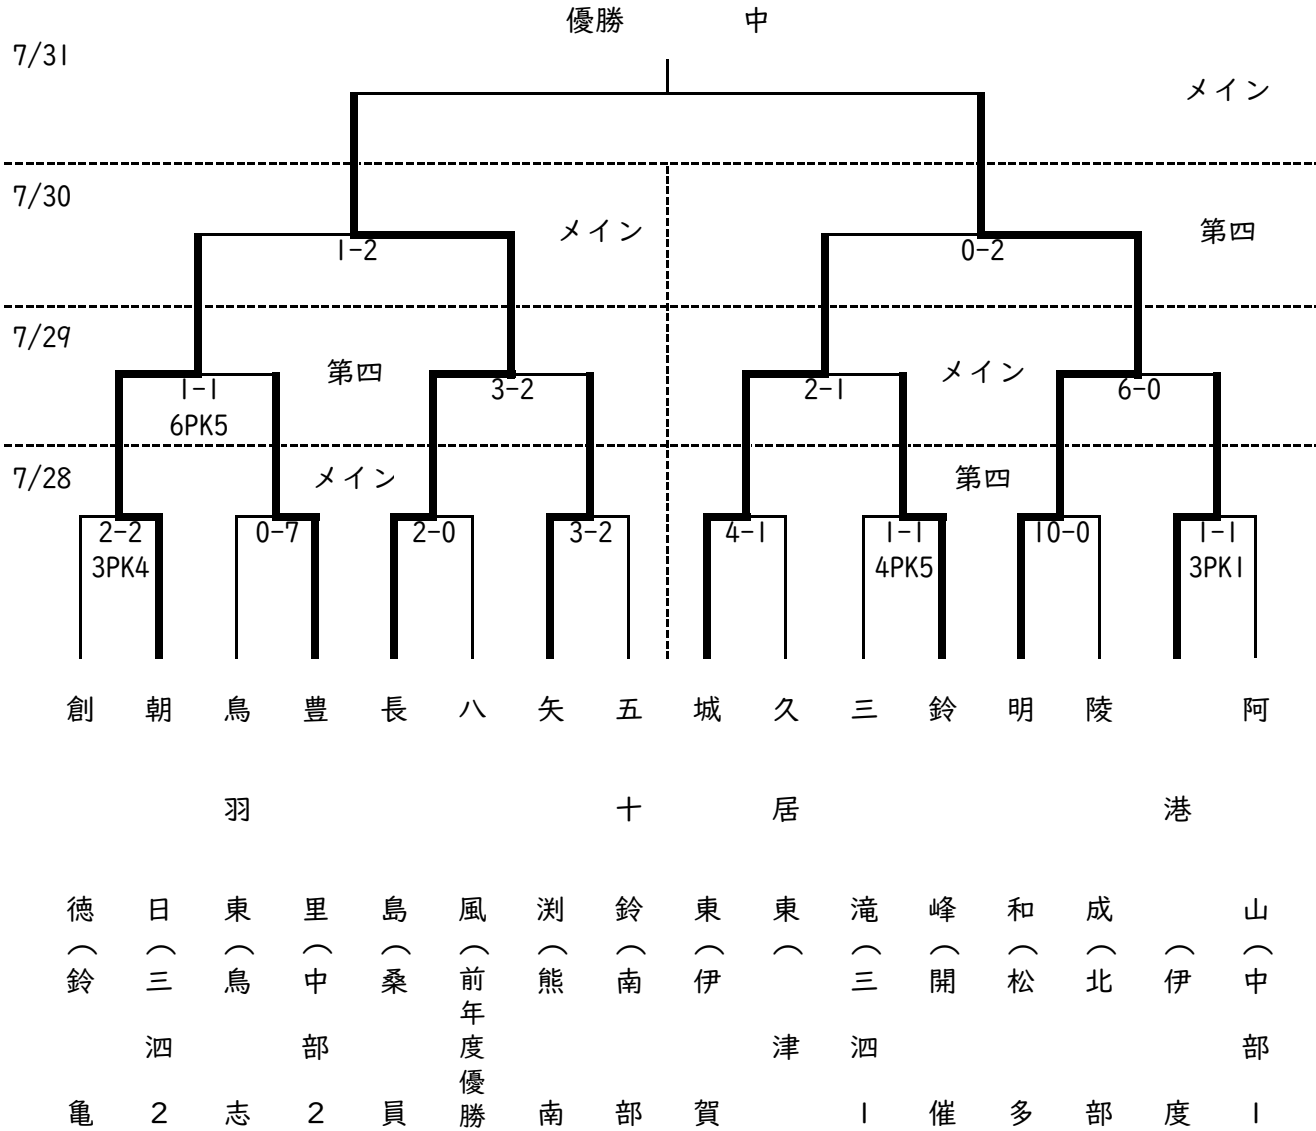 優勝 中
7/31
メイン
7/30
メイン 第四
1-2 0-2
7/29
第四 メイン
1-1 3-2 2-1 6-0
6PK5
7/28 メイン 第四
2-2 0-7 2-0 3-2 4-1 1-1 10-0 1-1
3PK4 4PK5 3PK1
創徳(鈴亀
朝日(三泗2
鳥羽東(鳥志
豊里(中部2
長島(桑員
八風(前年度優勝
矢渕(熊南
五十鈴(南部
城東(伊賀
久居東(津
三滝(三泗1
鈴峰(開催
明和(松多
陵成(北部
港(伊度
阿山(中部1